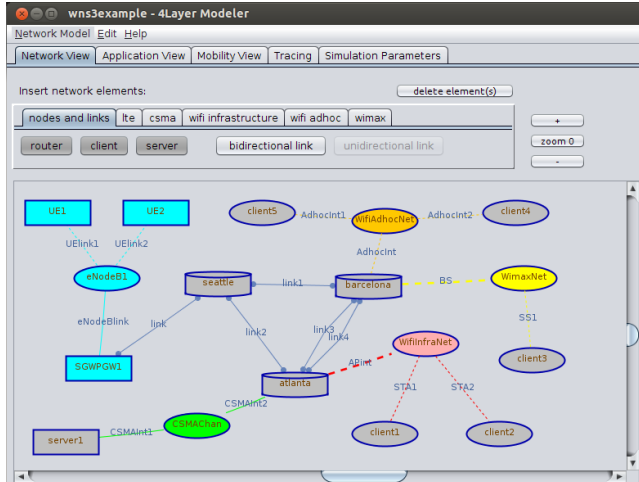 wns3example - 4Layer Modeler
Network Model Edit Help
Network View Application View Mobility View Tracing Simulation Parameters
Insert network elements:
delete element(s)
nodes and links lte csma wifi infrastructure wifi adhoc wimax
+
router client server bidirectional link unidirectional link
zoom 0
-
UE1 UE2 client5 AdhocInt1 WifiAdhocNet AdhocInt2 client4
UElink1 UElink2
AdhocInt
eNodeB1 seattle link1 barcelona BS WimaxNet
eNodeBlink link link2 link3 link4 SS1
WifiInfraNet
SGWPGW1 APint client3
atlanta
STA1 STA2
CSMAInt2
CSMAChan
server1 CSMAInt1 client1 client2